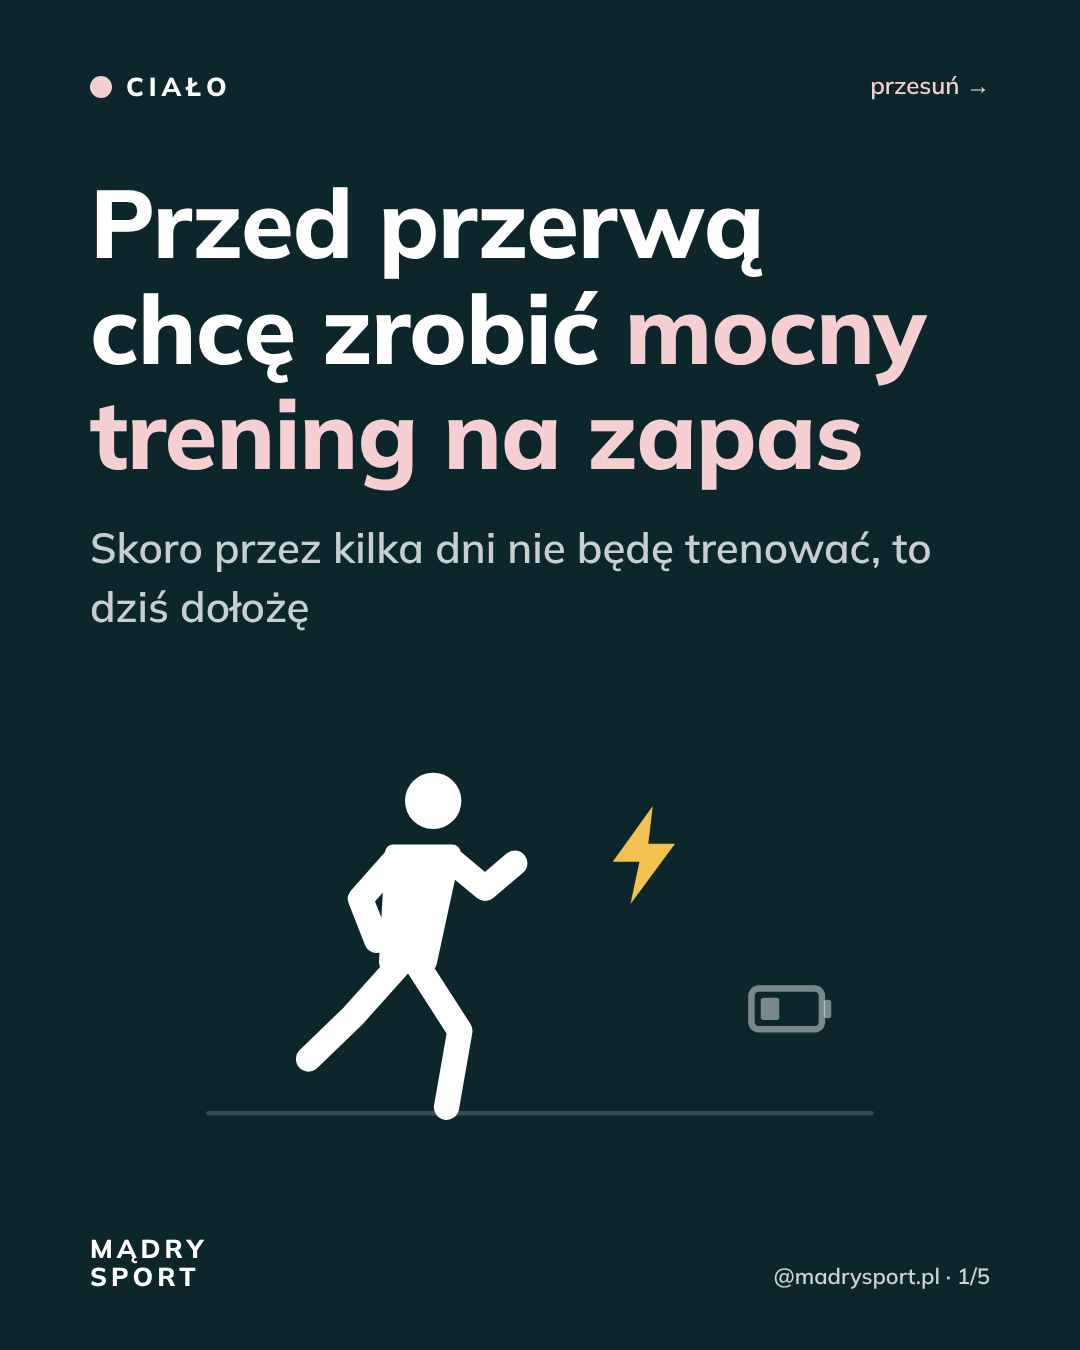 CIAŁO
przesuń →
Przed przerwą
chcę zrobić mocny
trening na zapas
Skoro przez kilka dni nie będę trenować, to
dziś dołożę
MĄDRY
SPORT
@madrysport.pl · 1/5